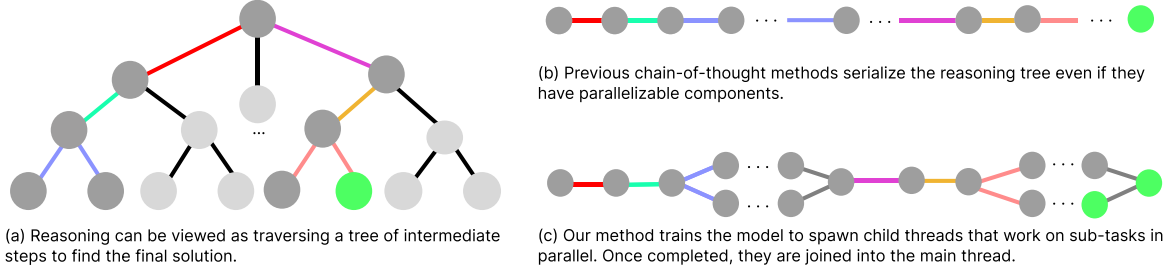 ...
(a) Reasoning can be viewed as traversing a tree of intermediate
steps to find the final solution.
... ... ...
(b) Previous chain-of-thought methods serialize the reasoning tree even if they
have parallelizable components.
... ...
... ...
(c) Our method trains the model to spawn child threads that work on sub-tasks in
parallel. Once completed, they are joined into the main thread.